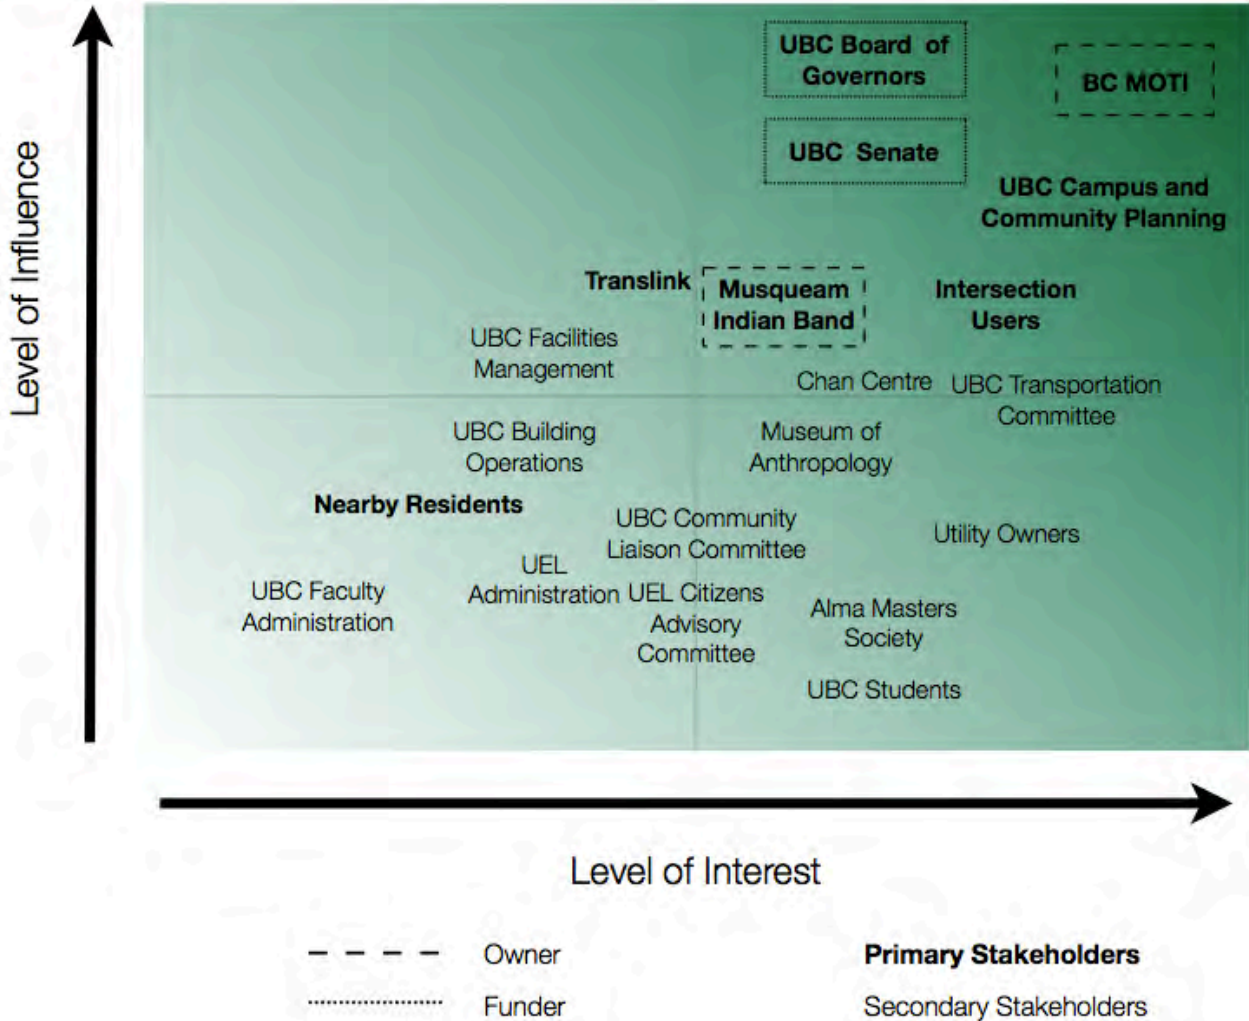 Level of Influence
UBC Board of
Governors
BC MOTI
UBC Senate
UBC Campus and
Community Planning
Translink
Musqueam
Indian Band
Intersection
Users
UBC Facilities
Management
Chan Centre
UBC Transportation
Committee
UBC Building
Operations
Museum of
Anthropology
Nearby Residents
UBC Community
Liaison Committee
Utility Owners
UEL
Administration
UBC Faculty
Administration
UEL Citizens
Advisory
Committee
Alma Masters
Society
UBC Students
Level of Interest
Owner
Primary Stakeholders
Funder
Secondary Stakeholders